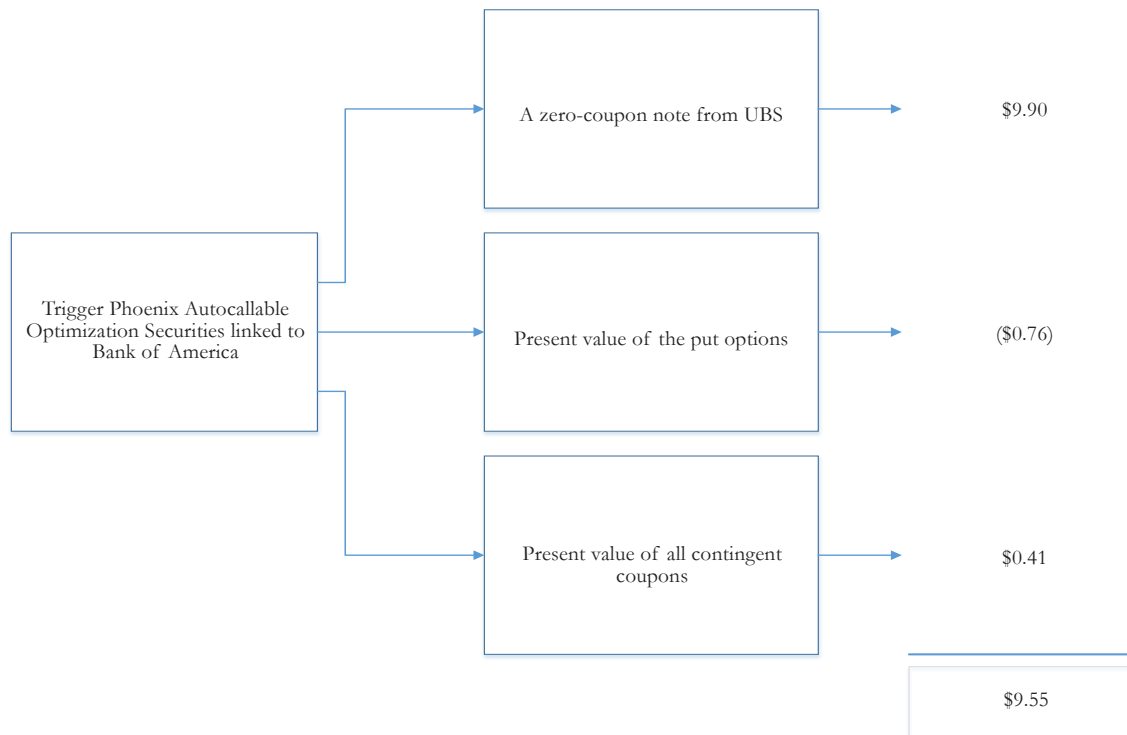 A zero-coupon note from UBS
$9.90
Trigger Phoenix Autocallable
Optimization Securities linked to
Bank of America
Present value of the put options
($0.76)
Present value of all contingent
coupons
$0.41
$9.55